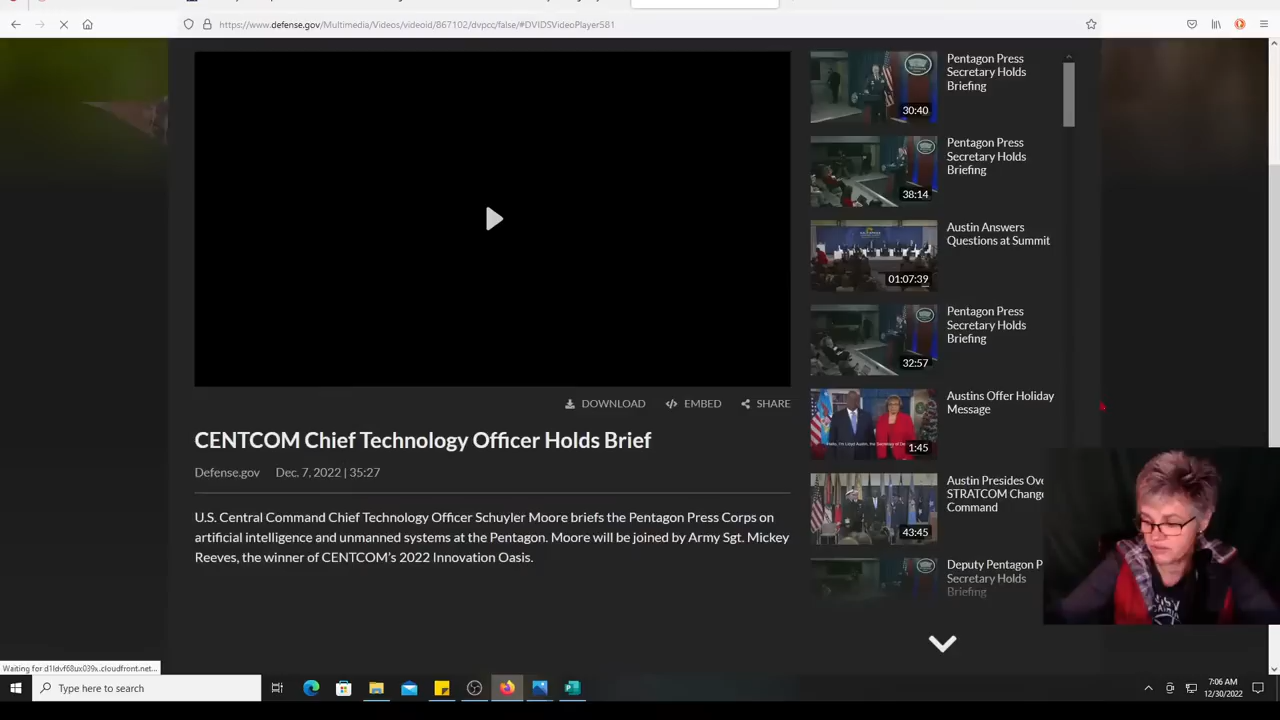 https://www.defense.gov/Multimedia/Videos/videoid/867102/dvpcc/false/#DVIDSVideoPlayer581
Pentagon Press
Secretary Holds
Briefing
30:40
Pentagon Press
Secretary Holds
Briefing
38:14
Austin Answers
Questions at Summit
01:07:39
Pentagon Press
Secretary Holds
Briefing
32:57
Austins Offer Holiday
Message
1:45
Austin Presides Ove
STRATCOM Change
Command
43:45
Deputy Pentagon P
Secretary Holds
Briefing
DOWNLOAD
EMBED
SHARE
CENTCOM Chief Technology Officer Holds Brief
Defense.gov Dec. 7, 2022 | 35:27
U.S. Central Command Chief Technology Officer Schuyler Moore briefs the Pentagon Press Corps on
artificial intelligence and unmanned systems at the Pentagon. Moore will be joined by Army Sgt. Mickey
Reeves, the winner of CENTCOM's 2022 Innovation Oasis.
Type here to search
7:06 AM
12/30/2022